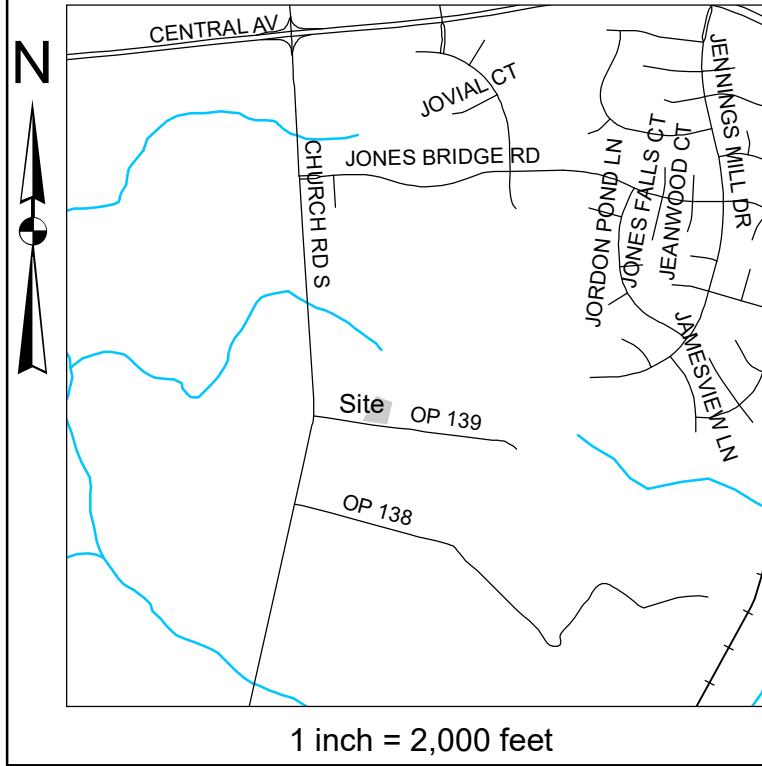 CENTRAL AV
N
JOVIAL CT
JENNINGS MILL DR
JONES BRIDGE RD
CHURCH RD S
JORDON POND LN
JONES FALLS CT
JEANWOOD CT
JAMESVIEW LN
Site
OP 139
OP 138
1 inch = 2,000 feet